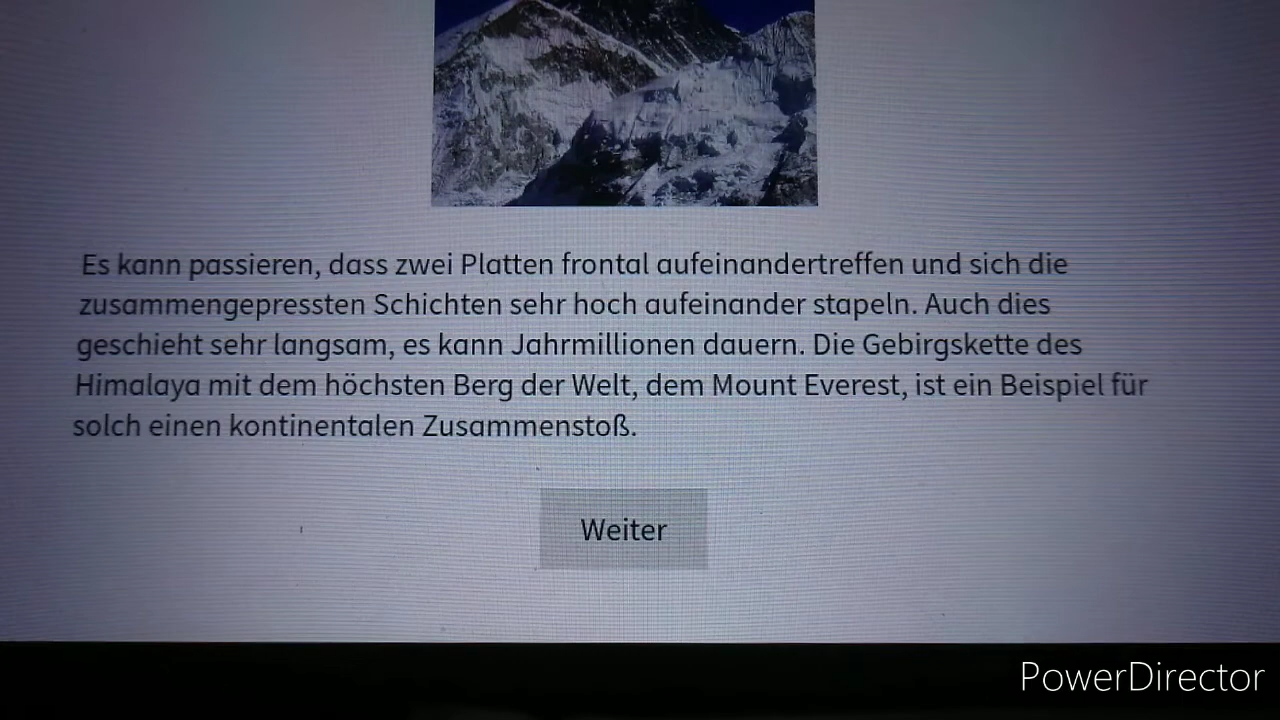 Es kann passieren, dass zwei Platten frontal aufeinandertreffen und sich die
zusammengepressten Schichten sehr hoch aufeinander stapeln. Auch dies
geschieht sehr langsam, es kann Jahrmillionen dauern. Die Gebirgskette des
Himalaya mit dem höchsten Berg der Welt, dem Mount Everest, ist ein Beispiel für
solch einen kontinentalen Zusammenstoß.
Weiter
PowerDirector